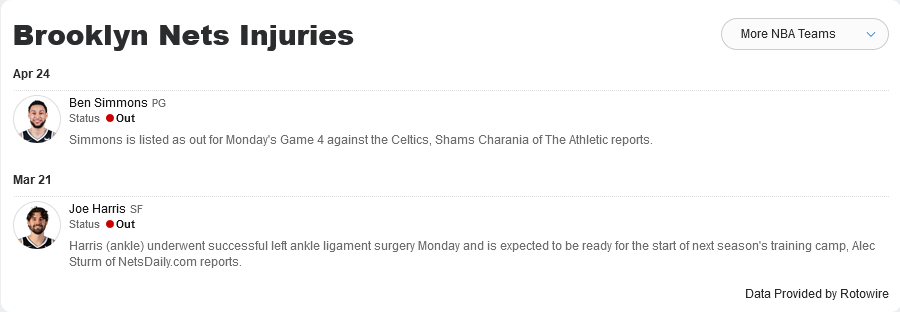 Brooklyn Nets Injuries
More NBA Teams
Apr 24
Ben Simmons PG
Status Out
Simmons is listed as out for Monday's Game 4 against the Celtics, Shams Charania of The Athletic reports.
Mar 21
Joe Harris SF
Status Out
Harris (ankle) underwent successful left ankle ligament surgery Monday and is expected to be ready for the start of next season's training camp, Alec
Sturm of NetsDaily.com reports.
Data Provided by Rotowire